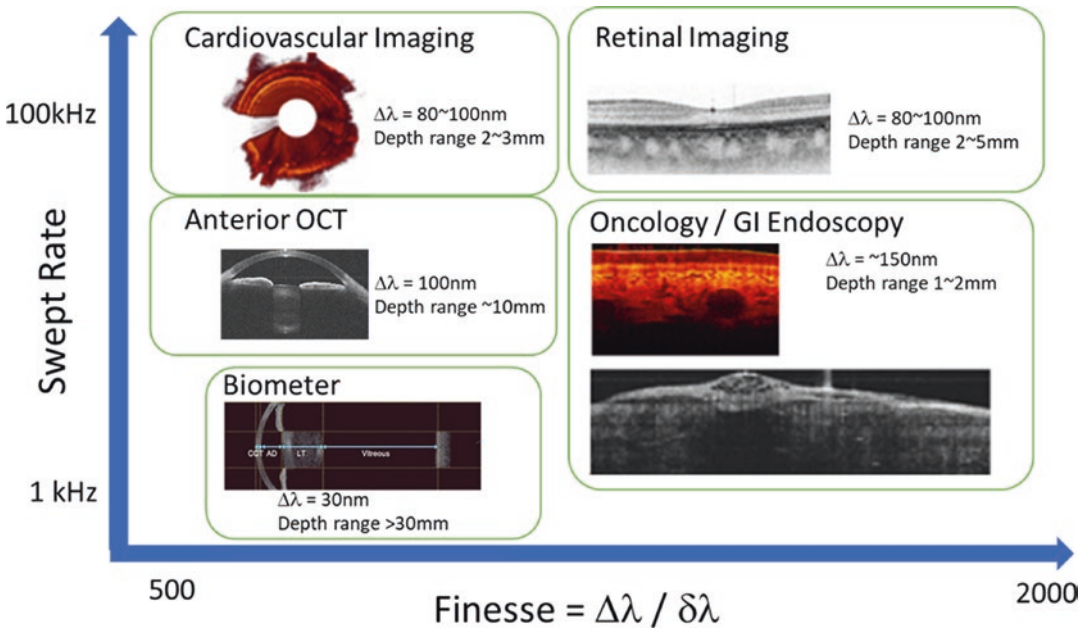 Cardiovascular Imaging
Δλ = 80~100nm
Depth range 2~3mm
Retinal Imaging
Δλ = 80~100nm
Depth range 2~5mm
100kHz
Swept Rate
Anterior OCT
Δλ = 100nm
Depth range ~10mm
Oncology / GI Endoscopy
Δλ = ~150nm
Depth range 1~2mm
Biometer
CCT AD LT Vitreous
Δλ = 30nm
Depth range >30mm
1 kHz
500
Finesse = Δλ / δλ
2000